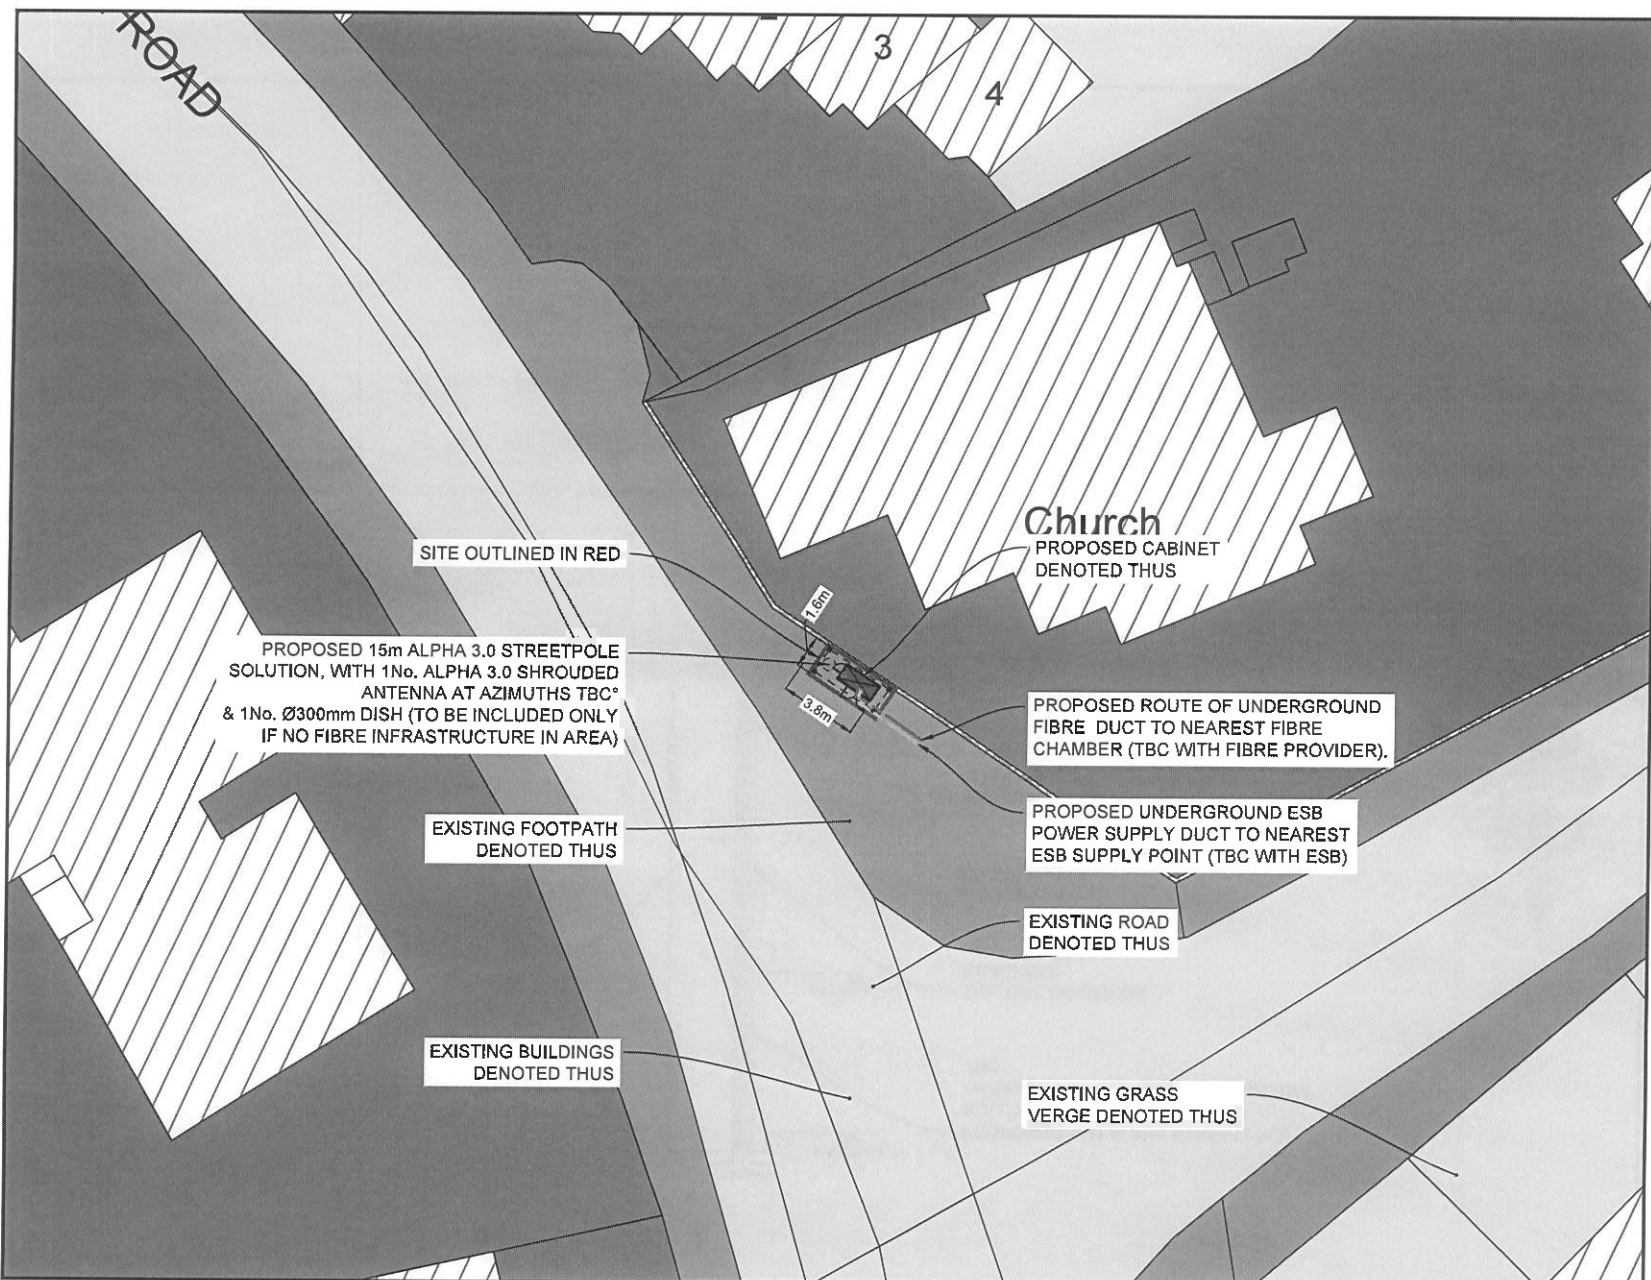 ROAD
3
4
Church
PROPOSED CABINET
DENOTED THUS
SITE OUTLINED IN RED
1.6m
PROPOSED 15m ALPHA 3.0 STREETPOLE
SOLUTION, WITH 1No. ALPHA 3.0 SHROUDED
ANTENNA AT AZIMUTHS TBC°
& 1No. Ø300mm DISH (TO BE INCLUDED ONLY
IF NO FIBRE INFRASTRUCTURE IN AREA)
3.8m
PROPOSED ROUTE OF UNDERGROUND
FIBRE DUCT TO NEAREST FIBRE
CHAMBER (TBC WITH FIBRE PROVIDER).
PROPOSED UNDERGROUND ESB
POWER SUPPLY DUCT TO NEAREST
ESB SUPPLY POINT (TBC WITH ESB)
EXISTING FOOTPATH
DENOTED THUS
EXISTING ROAD
DENOTED THUS
EXISTING BUILDINGS
DENOTED THUS
EXISTING GRASS
VERGE DENOTED THUS